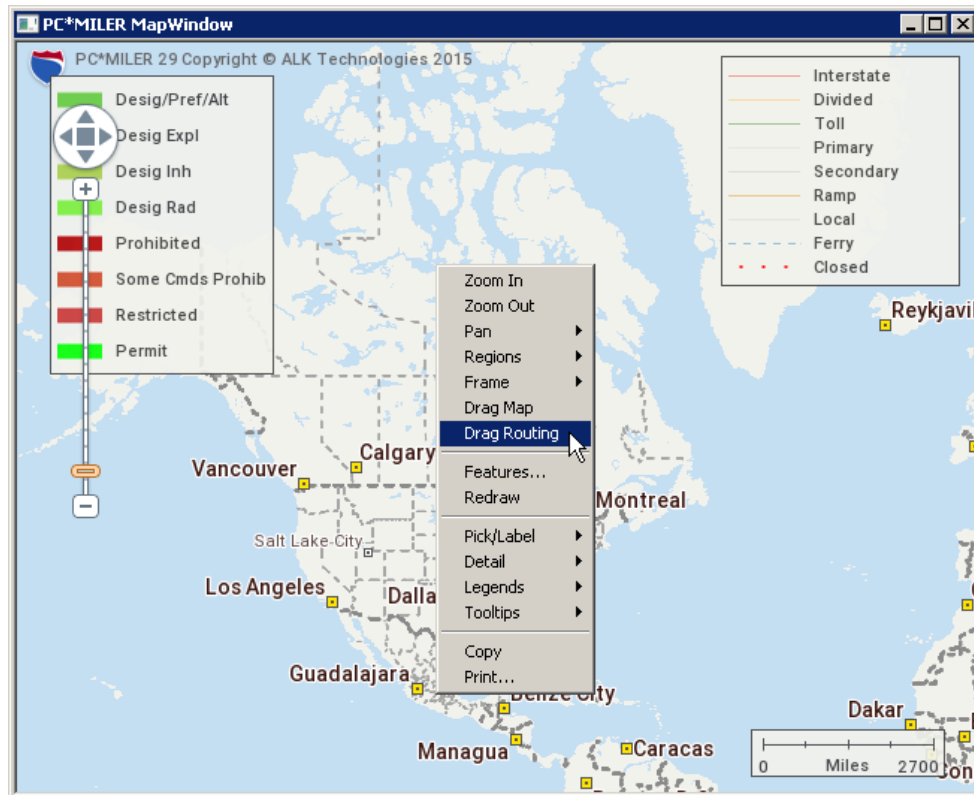 PC*MILER MapWindow
PC*MILER 29 Copyright © ALK Technologies 2015
Desig/Pref/Alt
Desig Expl
Desig Inh
Desig Rad
Prohibited
Some Cmds Prohib
Restricted
Permit
Interstate
Divided
Toll
Primary
Secondary
Ramp
Local
Ferry
Closed
Zoom In
Zoom Out
Pan
Regions
Frame
Drag Map
Drag Routing
Features...
Redraw
Pick/Label
Detail
Legends
Tooltips
Copy
Print...
Reykjavi
Calgary
Vancouver
Montreal
Salt Lake City
Los Angeles
Dalla
Guadalajara
Belize City
Managua
Caracas
Dakar
0 Miles 2700